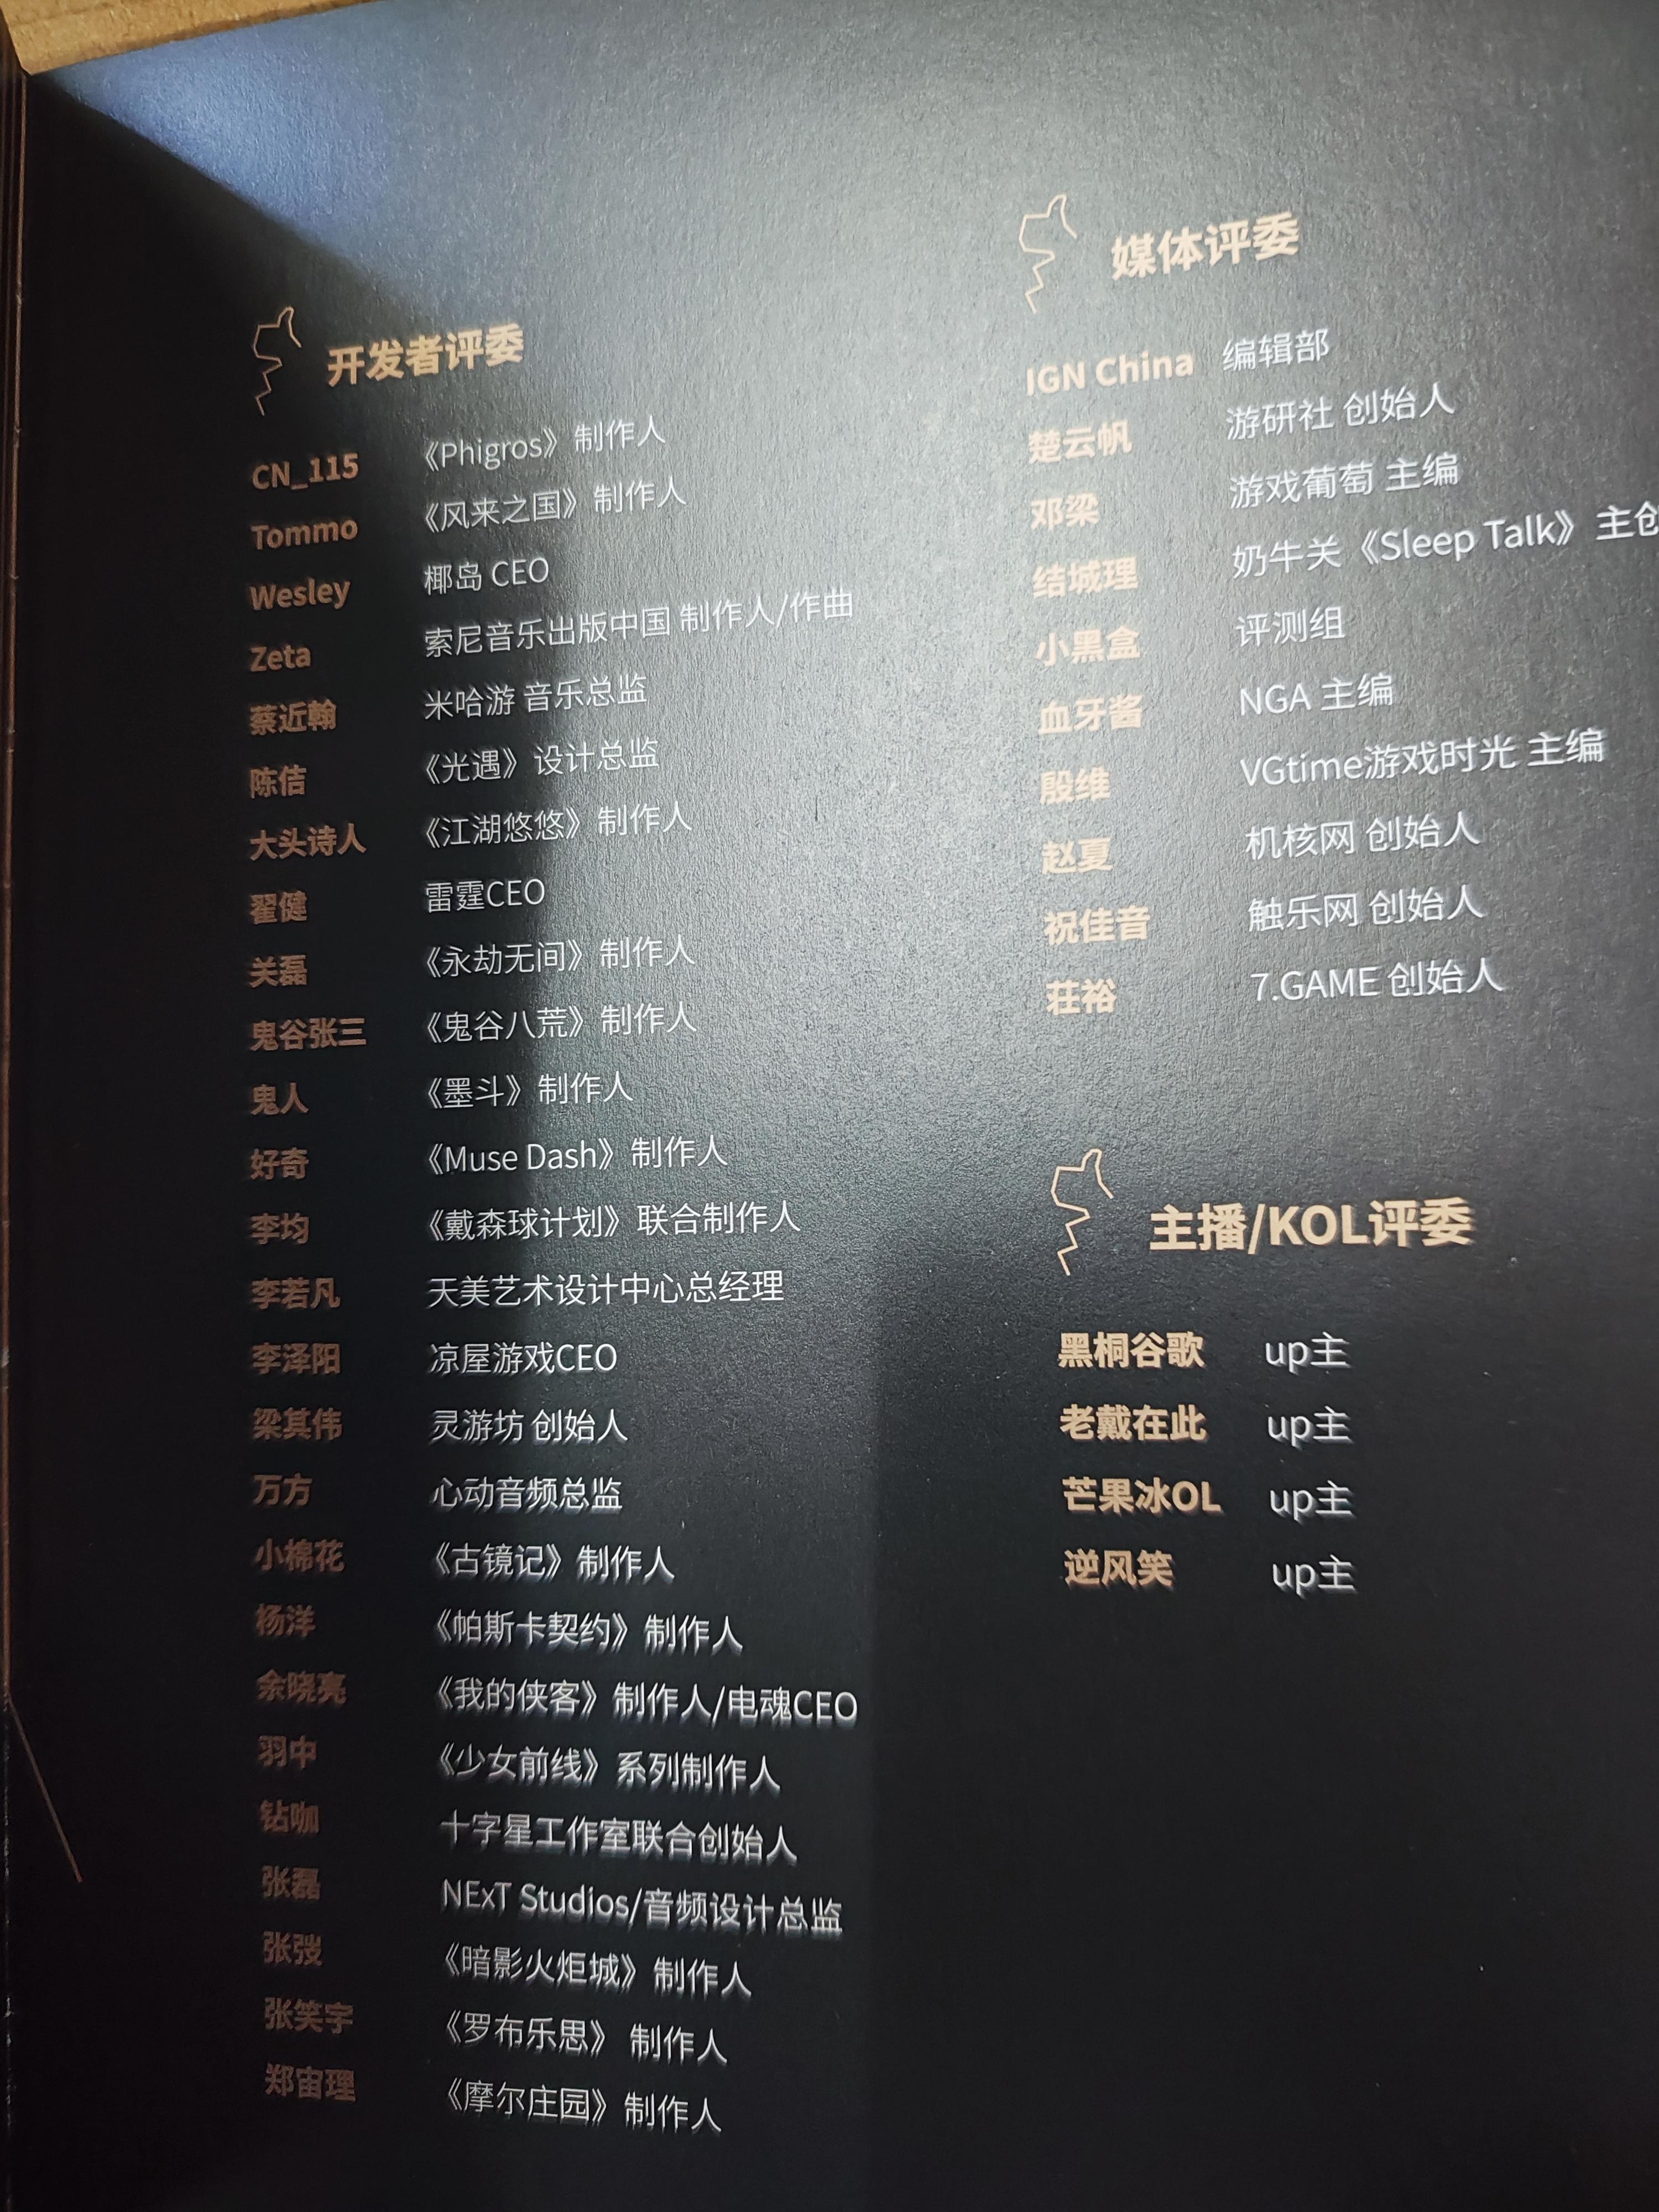 开发者评委
CN_115 《Phigros》制作人
Tommo 《风来之国》制作人
Wesley 椰岛 CEO
Zeta 索尼音乐出版中国 制作人/作曲
蔡近翰 米哈游 音乐总监
陈佶 《光遇》设计总监
大头诗人 《江湖悠悠》制作人
翟健 雷霆CEO
关磊 《永劫无间》制作人
鬼谷张三 《鬼谷八荒》制作人
鬼人 《墨斗》制作人
好奇 《Muse Dash》制作人
李均 《戴森球计划》联合制作人
李若凡 天美艺术设计中心总经理
李泽阳 凉屋游戏CEO
梁其伟 灵游坊 创始人
万方 心动音频总监
小棉花 《古镜记》制作人
杨洋 《帕斯卡契约》制作人
余晓亮 《我的侠客》制作人/电魂CEO
羽中 《少女前线》系列制作人
钻咖 十字星工作室联合创始人
张磊 NExT Studios/音频设计总监
张弢 《暗影火炬城》制作人
张笑宇 《罗布乐思》 制作人
郑宙理 《摩尔庄园》制作人
媒体评委
IGN China 编辑部
楚云帆 游研社 创始人
邓梁 游戏葡萄 主编
结城理 奶牛关《Sleep Talk》主创
小黑盒 评测组
血牙酱 NGA 主编
殷维 VGtime游戏时光 主编
赵夏 机核网 创始人
祝佳音 触乐网 创始人
荘裕 7.GAME 创始人
主播/KOL评委
黑桐谷歌 up主
老戴在此 up主
芒果冰OL up主
逆风笑 up主